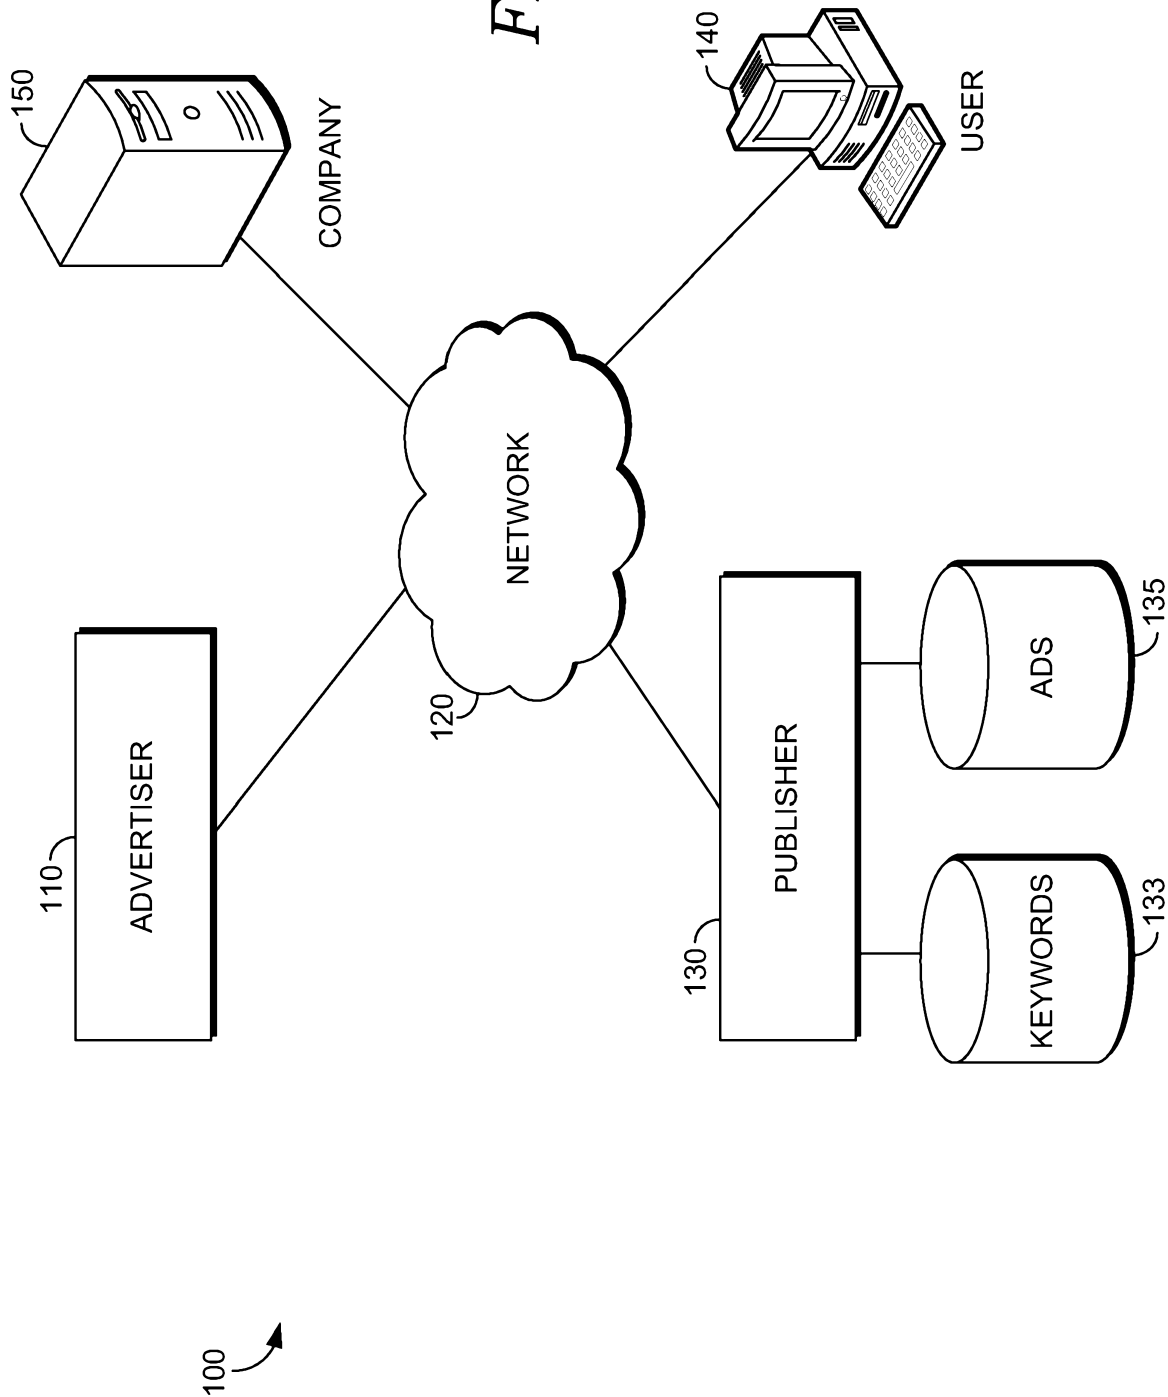 150
110
ADVERTISER
100
COMPANY
120
NETWORK
F
130
140
PUBLISHER
USER
KEYWORDS
ADS
133
135